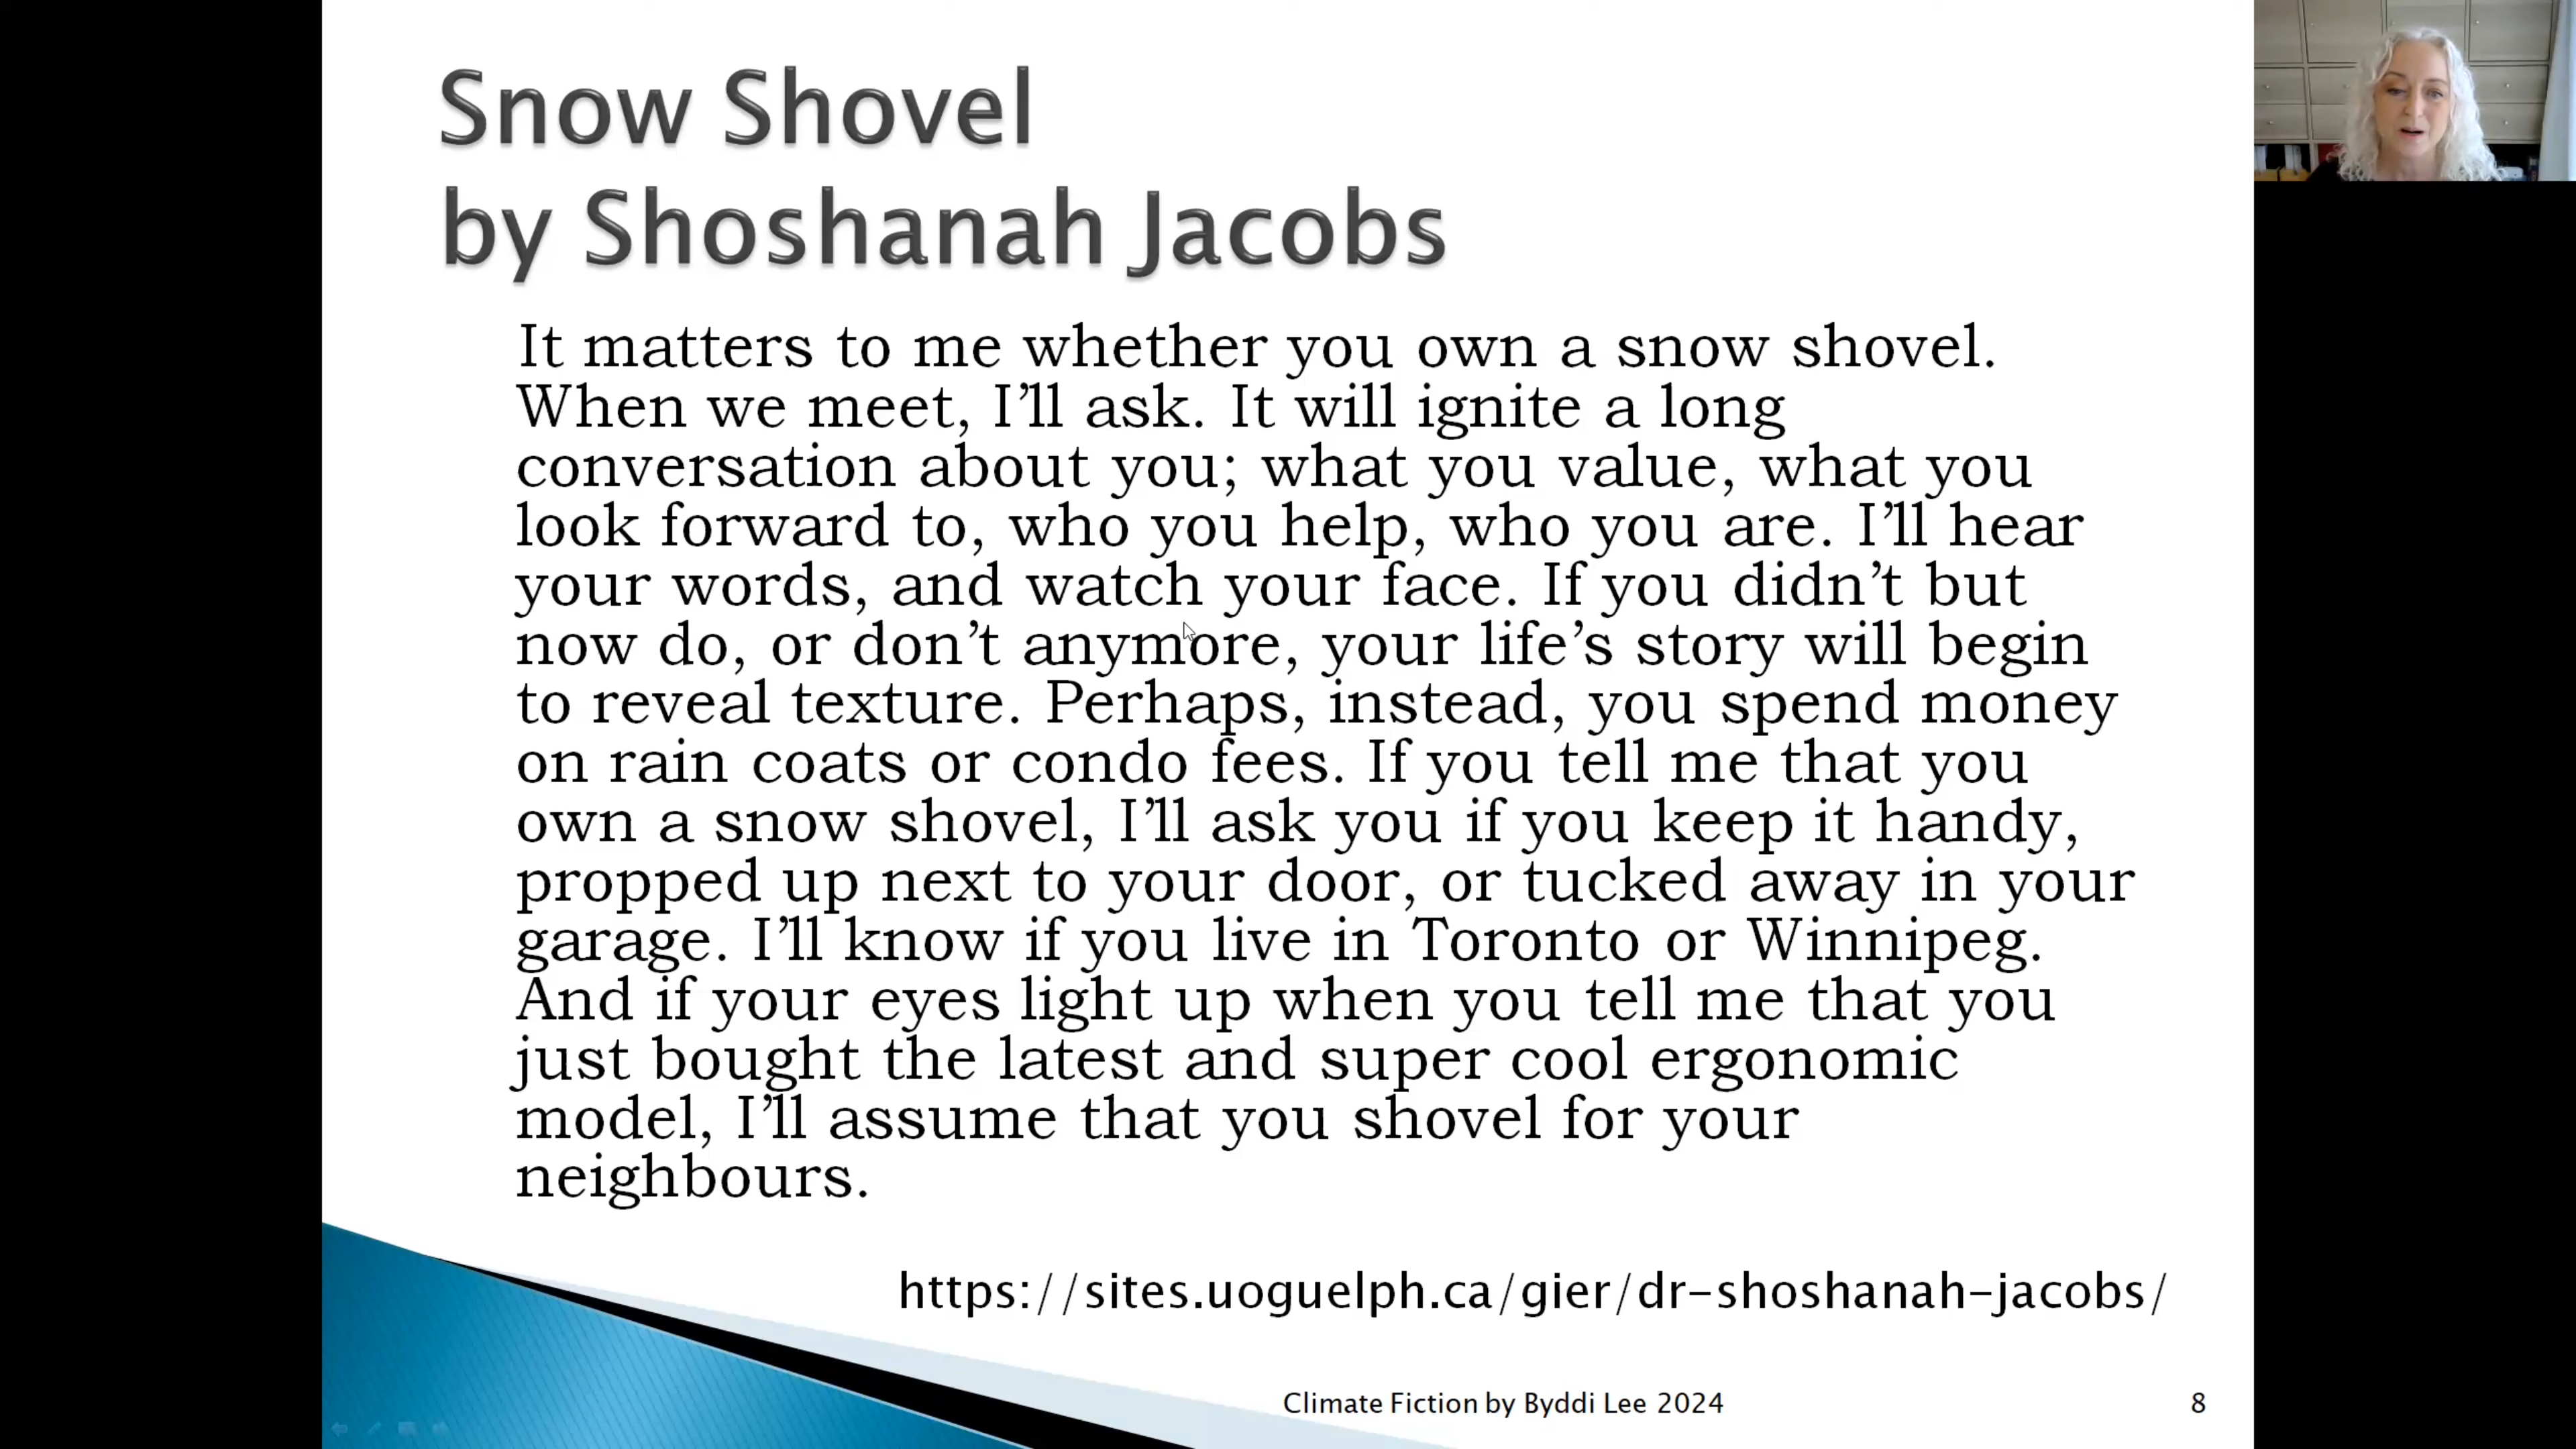 Snow Shovel
by Shoshanah Jacobs
It matters to me whether you own a snow shovel.
When we meet, I’ll ask. It will ignite a long
conversation about you; what you value, what you
look forward to, who you help, who you are. I’ll hear
your words, and watch your face. If you didn’t but
now do, or don’t anymore, your life’s story will begin
to reveal texture. Perhaps, instead, you spend money
on rain coats or condo fees. If you tell me that you
own a snow shovel, I’ll ask you if you keep it handy,
propped up next to your door, or tucked away in your
garage. I’ll know if you live in Toronto or Winnipeg.
And if your eyes light up when you tell me that you
just bought the latest and super cool ergonomic
model, I’ll assume that you shovel for your
neighbours.
https://sites.uoguelph.ca/gier/dr-shoshanah-jacobs/
Climate Fiction by Byddi Lee 2024
8